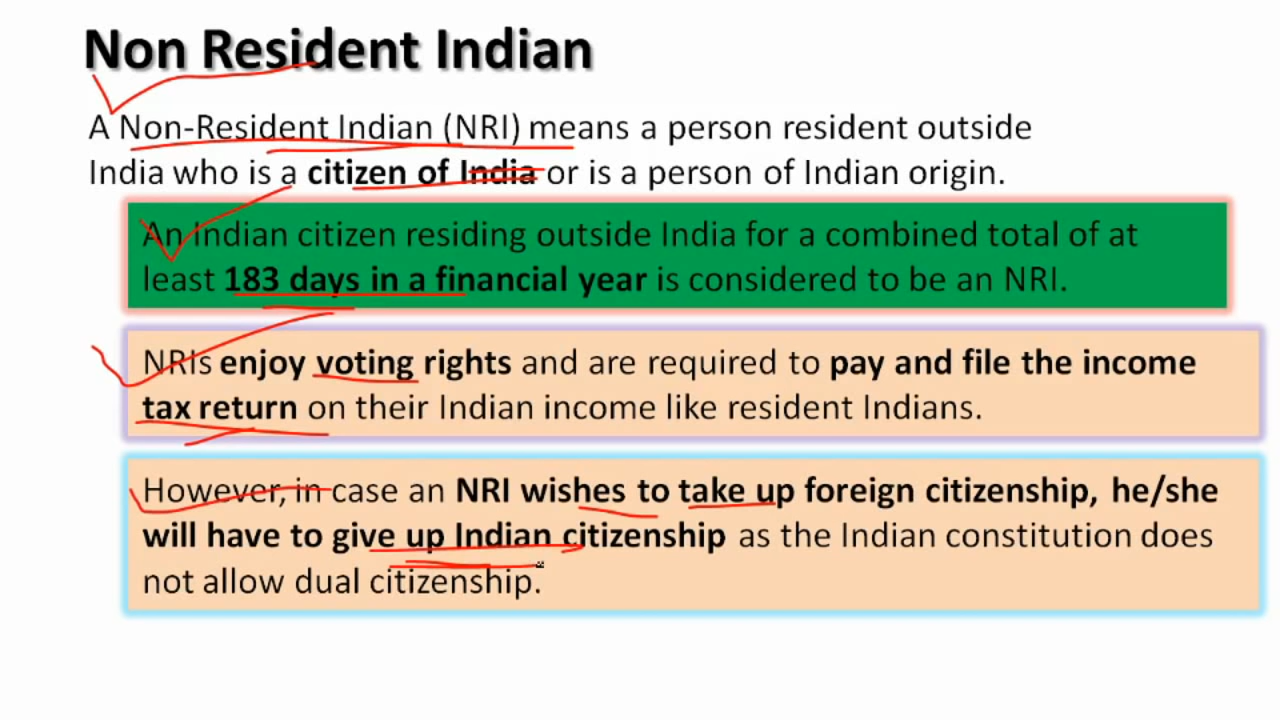 Non Resident Indian
A Non-Resident Indian (NRI) means a person resident outside
India who is a citizen of India or is a person of Indian origin.
An Indian citizen residing outside India for a combined total of at
least 183 days in a financial year is considered to be an NRI.
NRIs enjoy voting rights and are required to pay and file the income
tax return on their Indian income like resident Indians.
However, in case an NRI wishes to take up foreign citizenship, he/she
will have to give up Indian citizenship as the Indian constitution does
not allow dual citizenship.